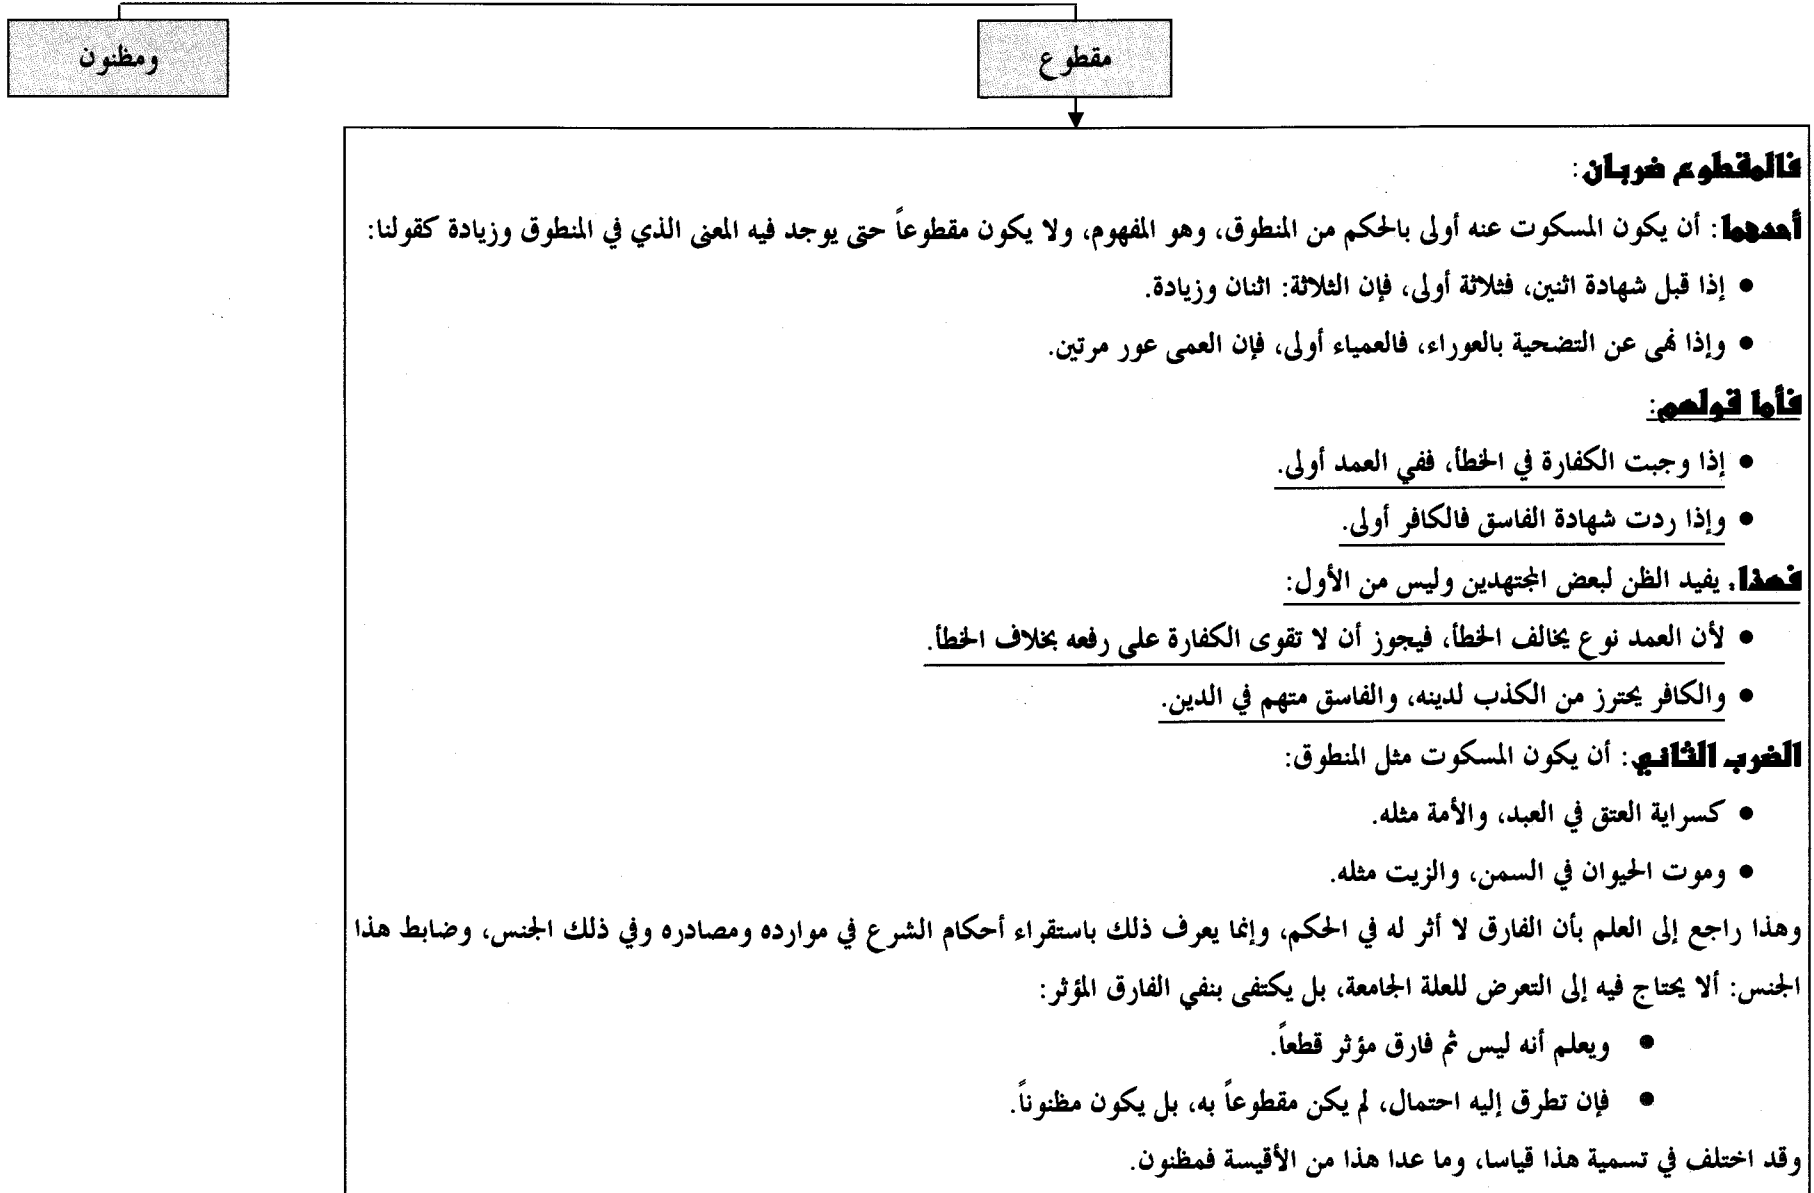 مقطوع
ومظنون
فالمقطوع ضربان:
أحدهما: أن يكون المسكوت عنه أولى بالحكم من المنطوق، وهو المفهوم، ولا يكون مقطوعاً حتى يوجد فيه المعنى الذي في المنطوق وزيادة كقولنا:
● إذا قبل شهادة اثنين، فثلاثة أولى، فإن الثلاثة: اثنان وزيادة.
● وإذا نهى عن التضحية بالعوراء، فالعمياء أولى، فإن العمى عور مرتين.
فأما قولهم:
● إذا وجبت الكفارة في الخطأ، ففي العمد أولى.
● وإذا ردت شهادة الفاسق فالكافر أولى.
فهذا. يفيد الظن لبعض المجتهدين وليس من الأول:
● لأن العمد نوع يخالف الخطأ، فيجوز أن لا تقوى الكفارة على رفعه بخلاف الخطأ.
● والكافر يحترز من الكذب لدينه، والفاسق متهم في الدين.
الضرب الثاني: أن يكون المسكوت مثل المنطوق:
● كسراية العتق في العبد، والأمة مثله.
● وموت الحيوان في السمن، والزيت مثله.
وهذا راجع إلى العلم بأن الفارق لا أثر له في الحكم، وإنما يعرف ذلك باستقراء أحكام الشرع في موارده ومصادره وفي ذلك الجنس، وضابط هذا
الجنس: ألا يحتاج فيه إلى التعرض للعلة الجامعة، بل يكتفى بنفي الفارق المؤثر:
● ويعلم أنه ليس ثم فارق مؤثر قطعاً.
● فإن تطرق إليه احتمال، لم يكن مقطوعاً به، بل يكون مظنوناً.
وقد اختلف في تسمية هذا قياسا، وما عدا هذا من الأقيسة فمظنون.